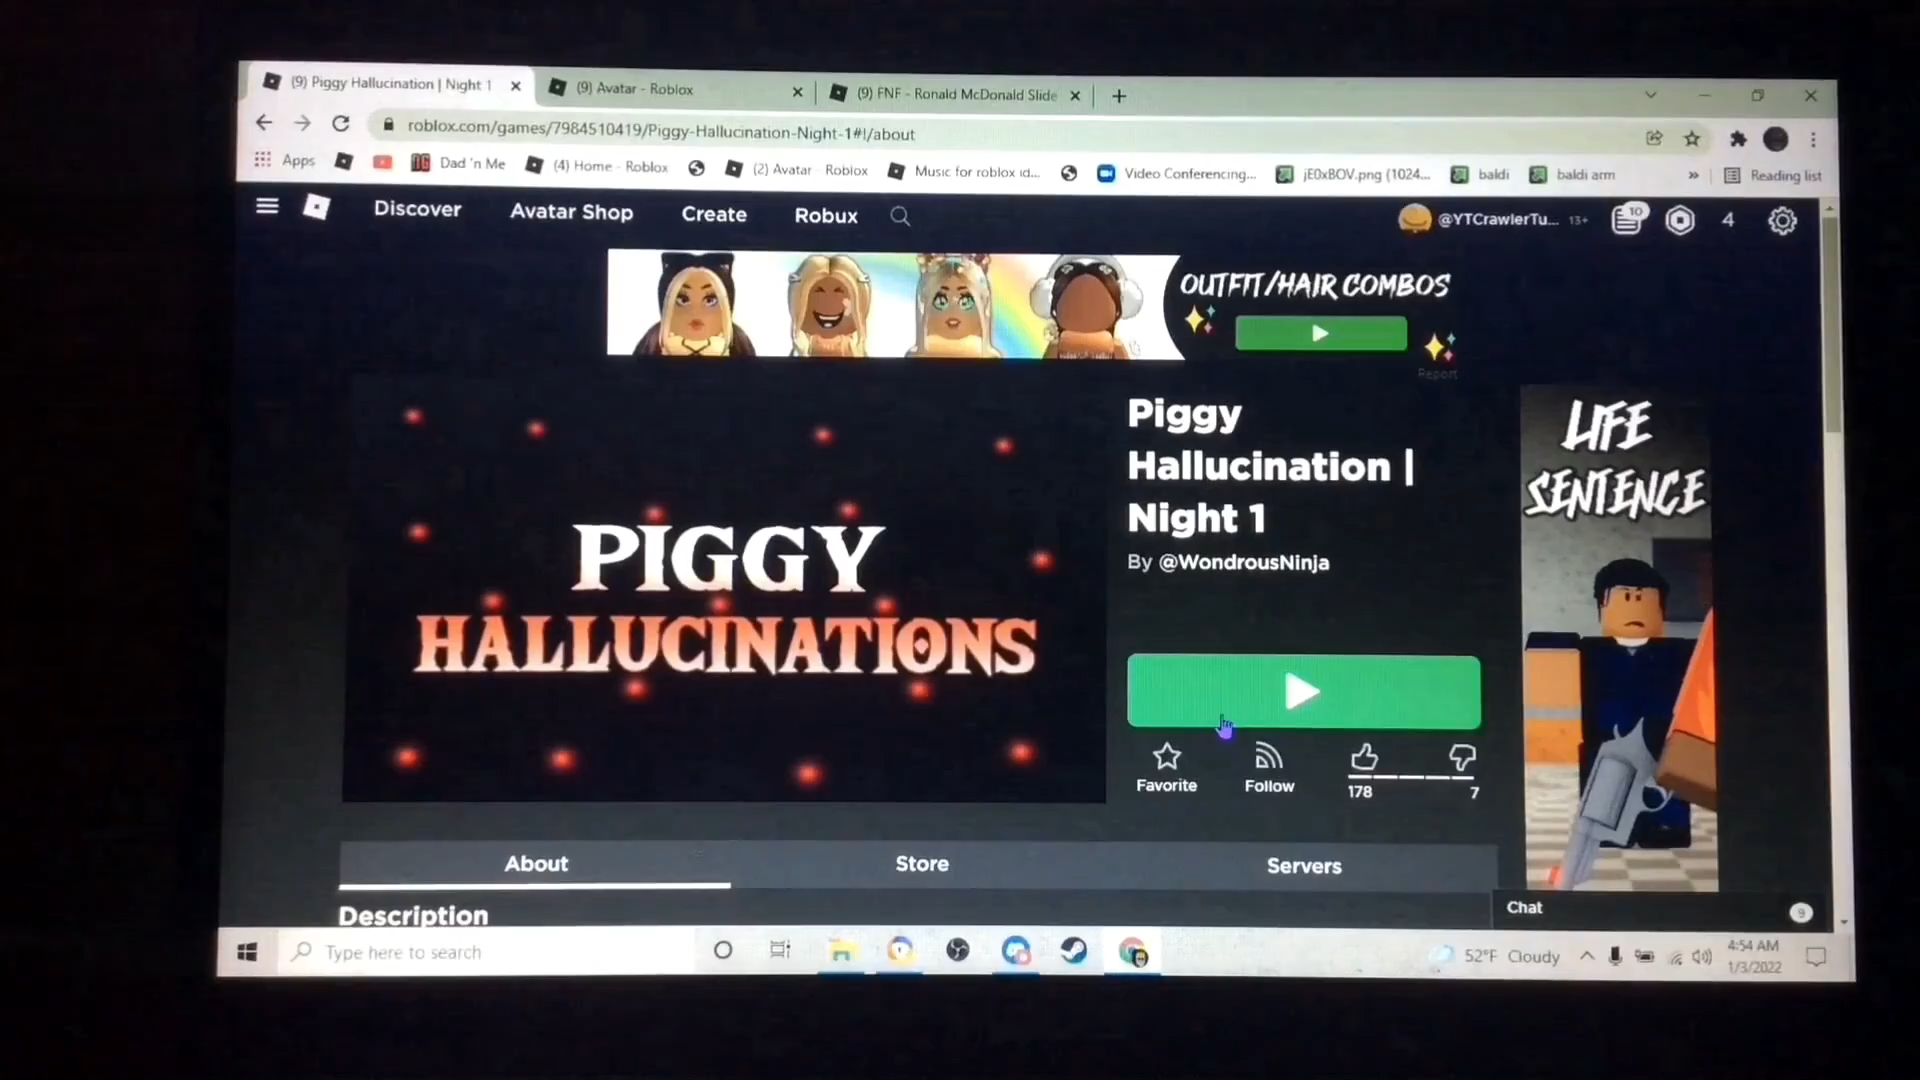 (9) Piggy Hallucination | Night 1
(9) Avatar - Roblox
(9) FNF - Ronald McDonald Slide
roblox.com/games/7984510419/Piggy-Hallucination-Night-1#!/about
Apps
Dad 'n Me
(4) Home - Roblox
(2) Avatar - Roblox
Music for roblox id...
Video Conferencing...
jE0xBOV.png (1024...
baldi
baldi arm
»
Reading list
Discover
Avatar Shop
Create
Robux
@YTCrawlerTu...
13+
10
4
OUTFIT/HAIR COMBOS
Report
PIGGY
HALLUCINATIONS
Piggy
Hallucination |
Night 1
By @WondrousNinja
Favorite
Follow
178
7
LIFE
SENTENCE
About
Store
Servers
Description
Chat
9
Type here to search
52°F Cloudy
4:54 AM
1/3/2022